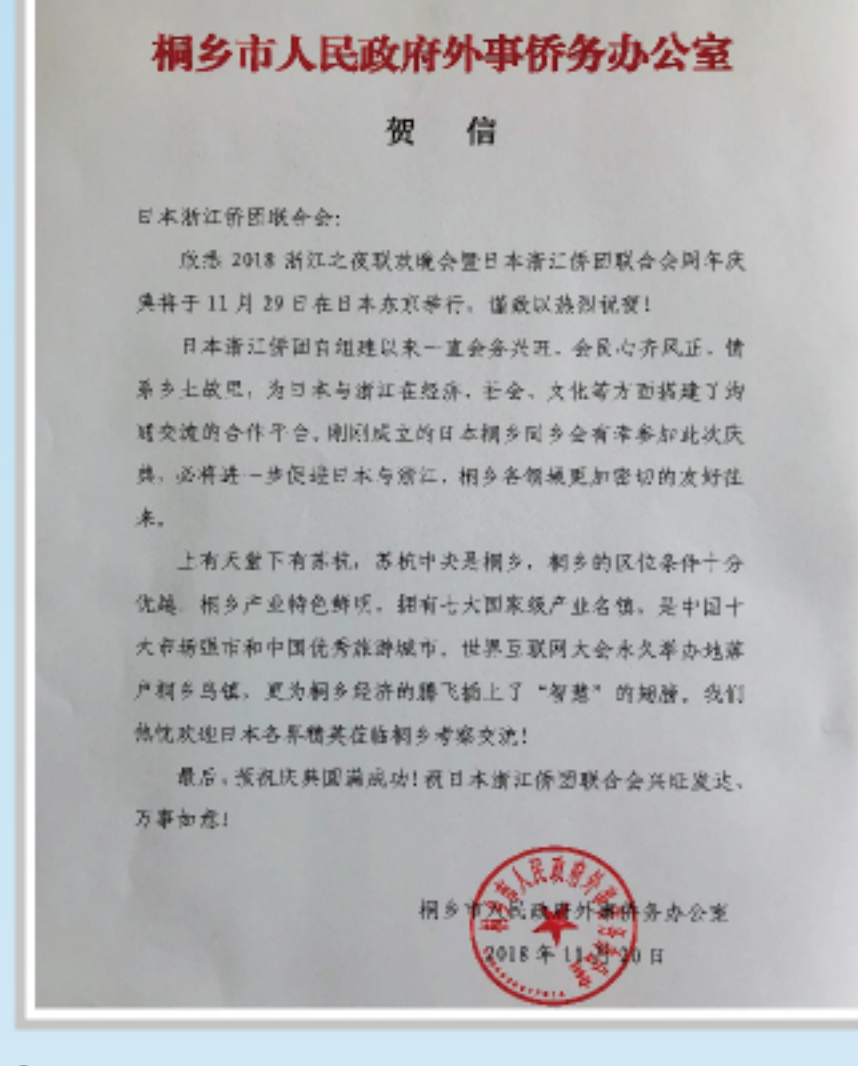 桐乡市人民政府外事侨务办公室
贺 信
日本浙江侨团联合会:
欣悉 2018 浙江之夜联欢晚会暨日本浙江侨团联合会周年庆
典将于 11 月 29 日在日本东京举行。谨致以热烈祝贺!
日本浙江侨团自组建以来一直会务兴旺、会民心齐风正、情
系乡土故里,为日本与浙江在经济、社会、文化等方面搭建了沟
通交流的合作平台。刚刚成立的日本桐乡同乡会有幸参加此次庆
典,必将进一步促进日本与浙江、桐乡各领域更加密切的友好往
来。
上有天堂下有苏杭,苏杭中央是桐乡,桐乡的区位条件十分
优越,桐乡产业特色鲜明,拥有七大国家级产业名镇,是中国十
大市场强市和中国优秀旅游城市,世界互联网大会永久举办地落
户桐乡乌镇,更为桐乡经济的腾飞插上了“智慧”的翅膀。我们
热忱欢迎日本各界精英莅临桐乡考察交流!
最后,预祝庆典圆满成功!祝日本浙江侨团联合会兴旺发达、
万事如意!
桐乡市人民政府外事侨务办公室
2018 年 11 月 20 日